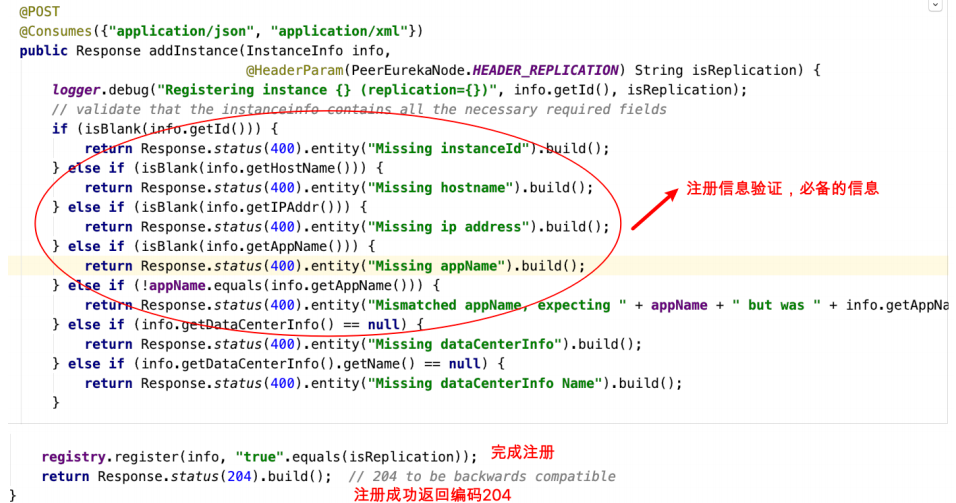 @POST
@Consumes({"application/json", "application/xml"})
public Response addInstance(InstanceInfo info,
@HeaderParam(PeerEurekaNode.HEADER_REPLICATION) String isReplication) {
logger.debug("Registering instance {} (replication={})", info.getId(), isReplication);
// validate that the instanceinfo contains all the necessary required fields
if (isBlank(info.getId())) {
return Response.status(400).entity("Missing instanceId").build();
} else if (isBlank(info.getHostName())) {
return Response.status(400).entity("Missing hostname").build();
注册信息验证，必备的信息
} else if (isBlank(info.getIPAddr())) {
return Response.status(400).entity("Missing ip address").build();
} else if (isBlank(info.getAppName())) {
return Response.status(400).entity("Missing appName").build();
} else if (!appName.equals(info.getAppName())) {
return Response.status(400).entity("Mismatched appName, expecting " + appName + " but was " + info.getAppNa
} else if (info.getDataCenterInfo() == null) {
return Response.status(400).entity("Missing dataCenterInfo").build();
} else if (info.getDataCenterInfo().getName() == null) {
return Response.status(400).entity("Missing dataCenterInfo Name").build();
}
registry.register(info, "true".equals(isReplication)); 完成注册
return Response.status(204).build(); // 204 to be backwards compatible
} 注册成功返回编码204